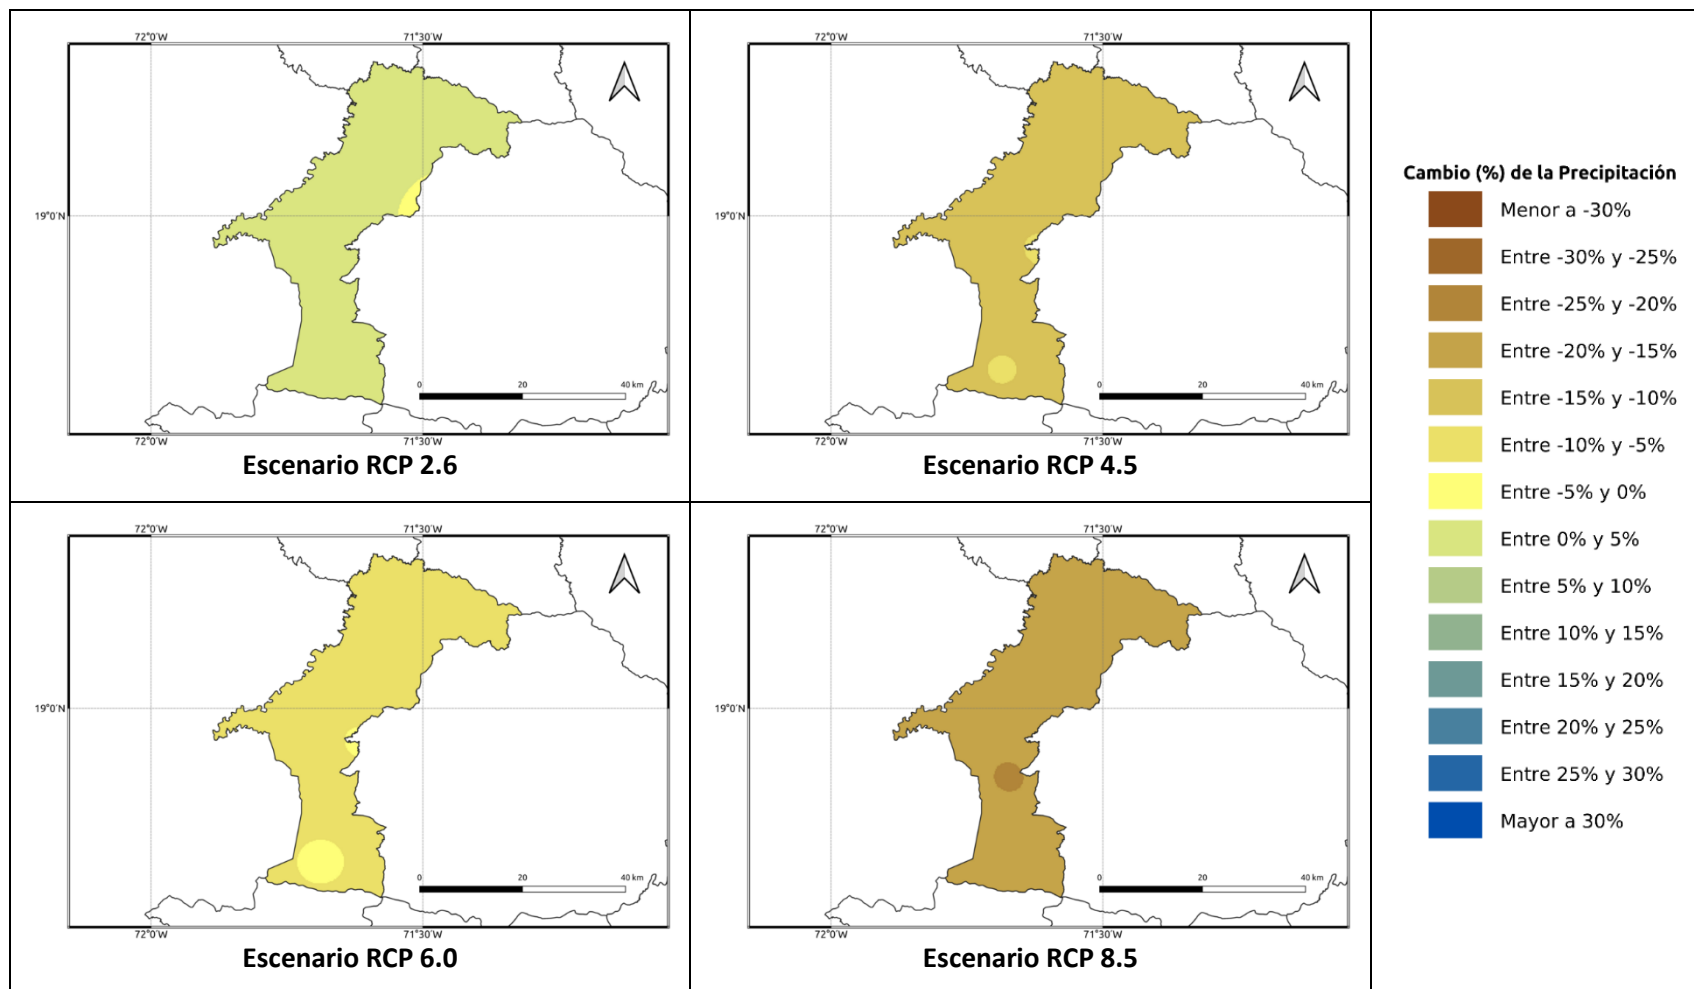 72°0'W 71°30'W
19°0'N
0 20 40 km
72°0'W 71°30'W
Escenario RCP 2.6
72°0'W 71°30'W
0 20 40 km
72°0'W 71°30'W
Escenario RCP 4.5
72°0'W 71°30'W
19°0'N
0 20 40 km
72°0'W 71°30'W
Escenario RCP 6.0
72°0'W 71°30'W
0 20 40 km
72°0'W 71°30'W
Escenario RCP 8.5
Cambio (%) de la Precipitación
Menor a -30%
Entre -30% y -25%
Entre -25% y -20%
Entre -20% y -15%
Entre -15% y -10%
Entre -10% y -5%
Entre -5% y 0%
Entre 0% y 5%
Entre 5% y 10%
Entre 10% y 15%
Entre 15% y 20%
Entre 20% y 25%
Entre 25% y 30%
Mayor a 30%